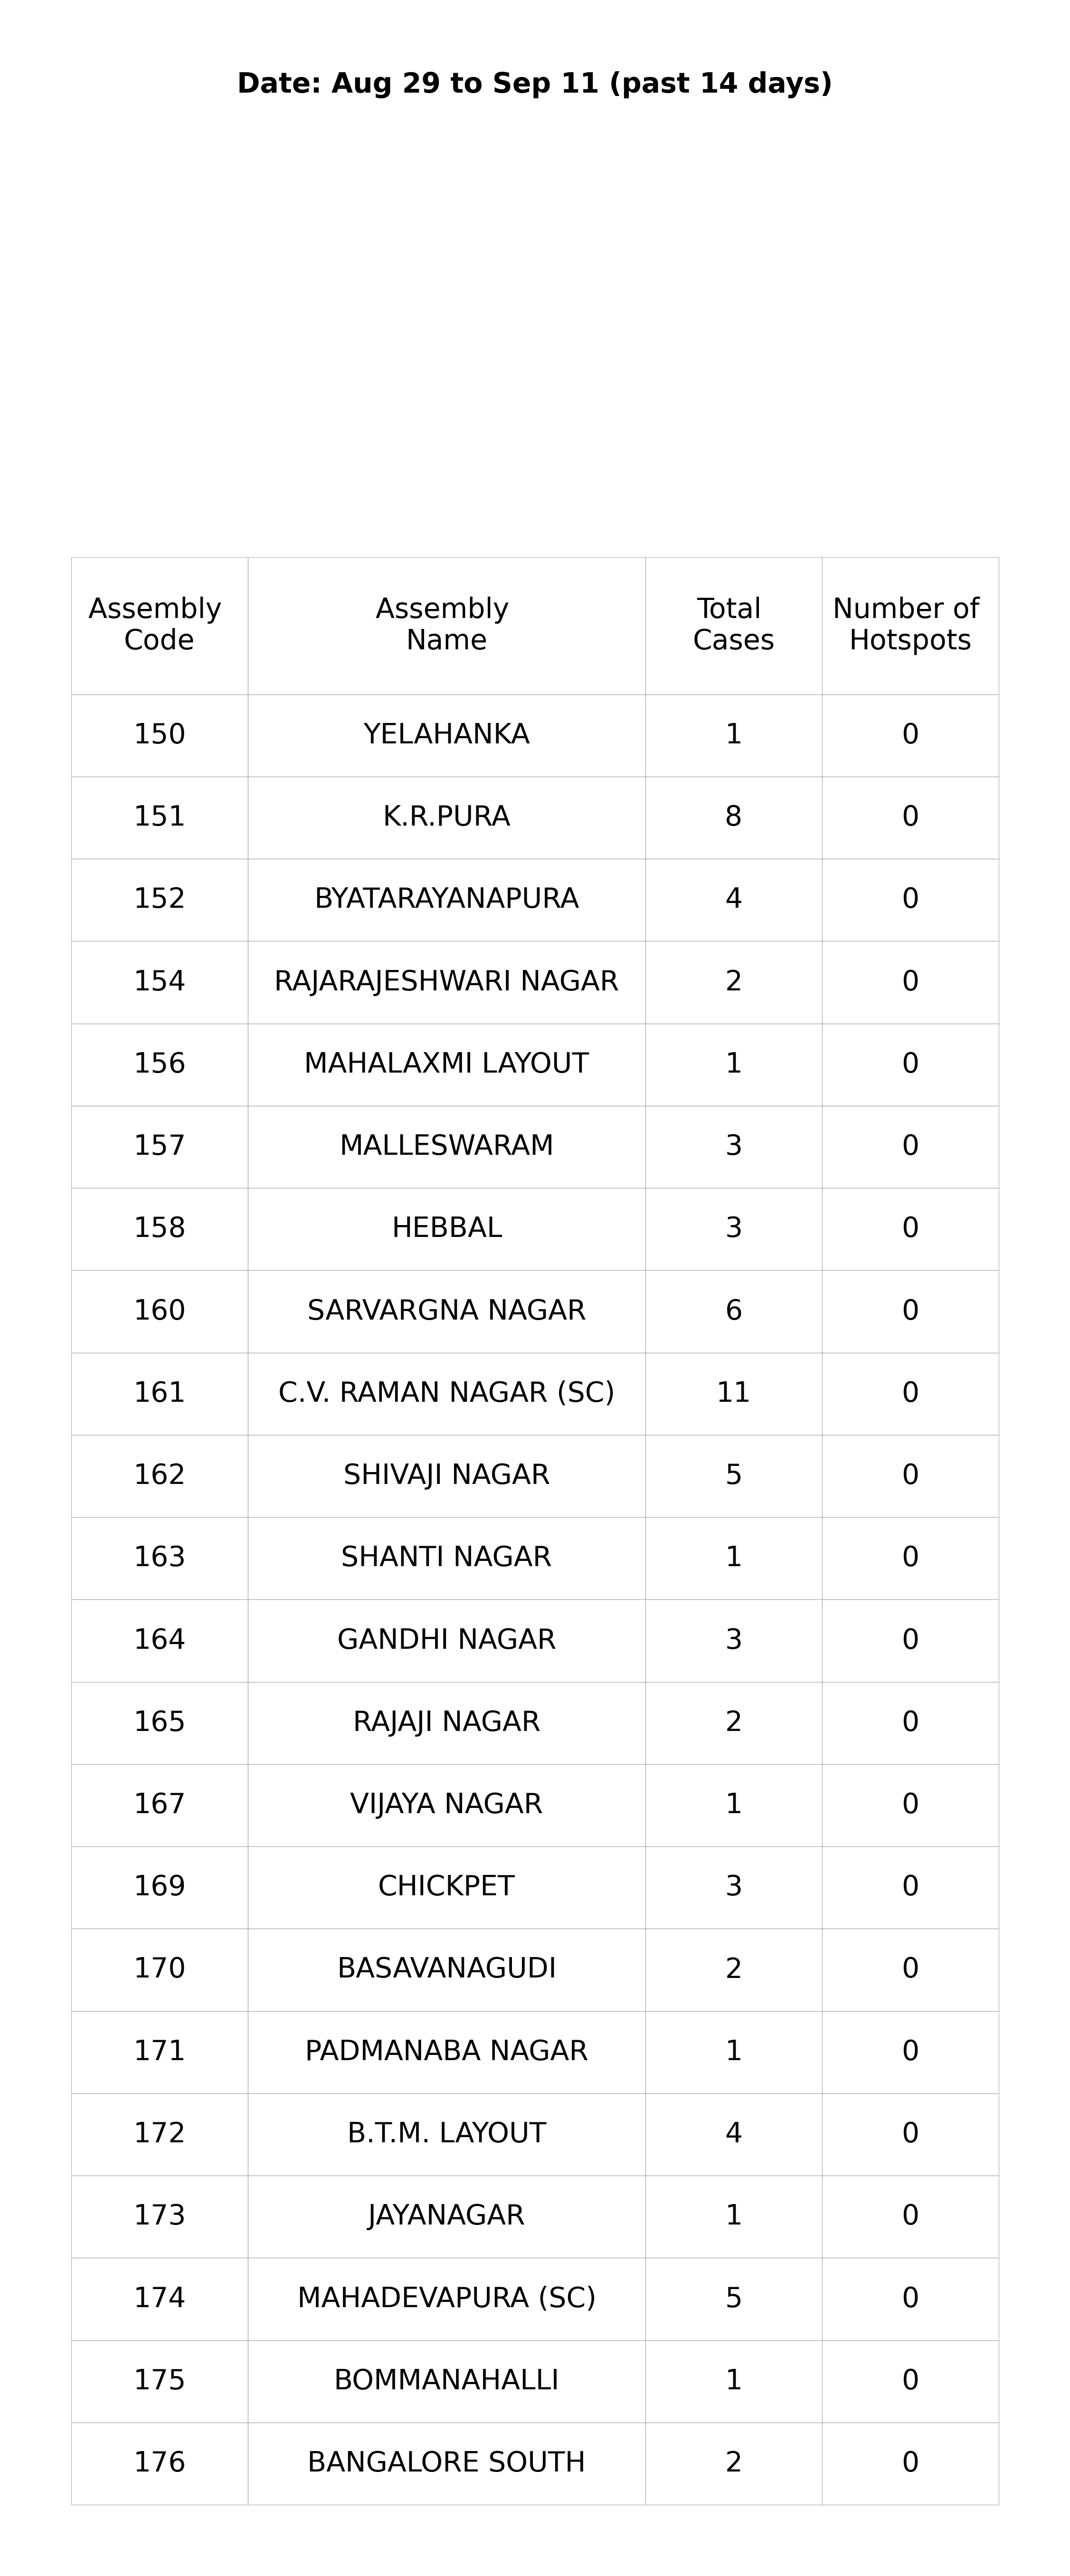 Date: Aug 29 to Sep 11 (past 14 days)
Assembly Code | Assembly Name | Total Cases | Number of Hotspots
150 | YELAHANKA | 1 | 0
151 | K.R.PURA | 8 | 0
152 | BYATARAYANAPURA | 4 | 0
154 | RAJARAJESHWARI NAGAR | 2 | 0
156 | MAHALAXMI LAYOUT | 1 | 0
157 | MALLESWARAM | 3 | 0
158 | HEBBAL | 3 | 0
160 | SARVARGNA NAGAR | 6 | 0
161 | C.V. RAMAN NAGAR (SC) | 11 | 0
162 | SHIVAJI NAGAR | 5 | 0
163 | SHANTI NAGAR | 1 | 0
164 | GANDHI NAGAR | 3 | 0
165 | RAJAJI NAGAR | 2 | 0
167 | VIJAYA NAGAR | 1 | 0
169 | CHICKPET | 3 | 0
170 | BASAVANAGUDI | 2 | 0
171 | PADMANABA NAGAR | 1 | 0
172 | B.T.M. LAYOUT | 4 | 0
173 | JAYANAGAR | 1 | 0
174 | MAHADEVAPURA (SC) | 5 | 0
175 | BOMMANAHALLI | 1 | 0
176 | BANGALORE SOUTH | 2 | 0